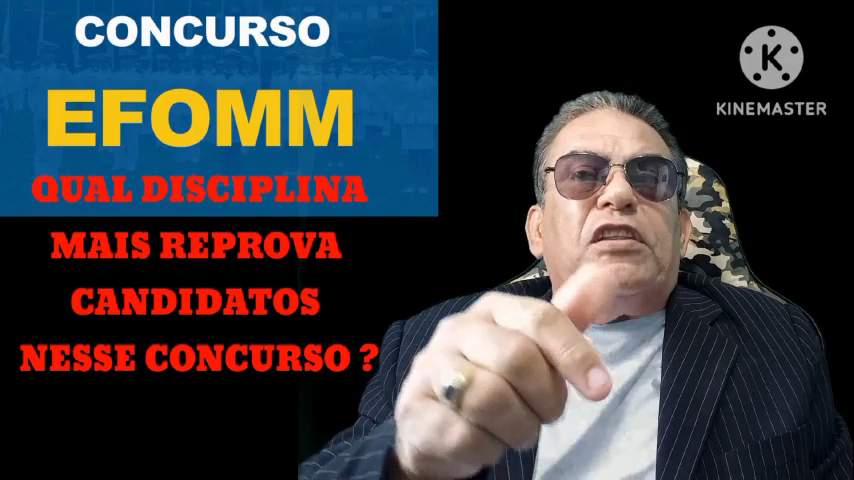 CONCURSO
EFOMM
QUAL DISCIPLINA
MAIS REPROVA
CANDIDATOS
NESSE CONCURSO ?
K
KINEMASTER